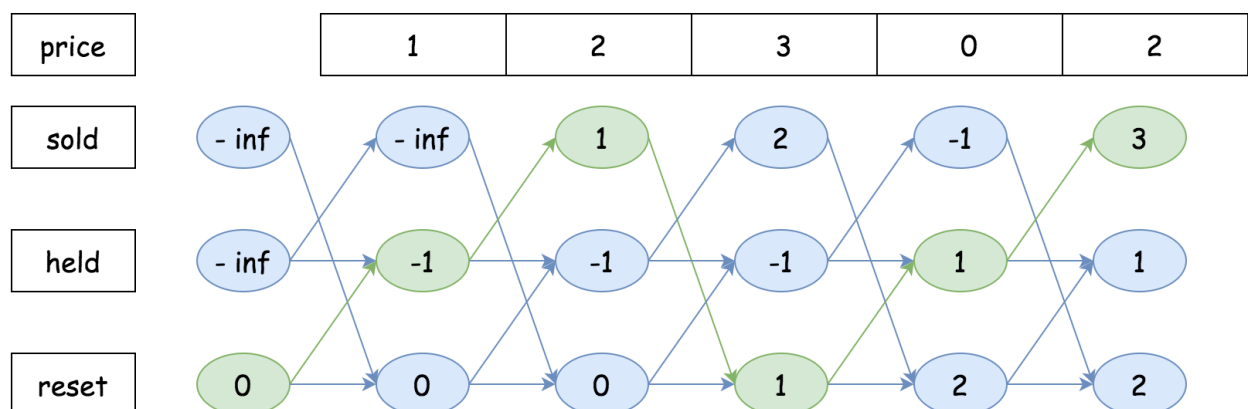 price 1 2 3 0 2
sold - inf - inf 1 2 -1 3
held - inf -1 -1 -1 1 1
reset 0 0 0 1 2 2